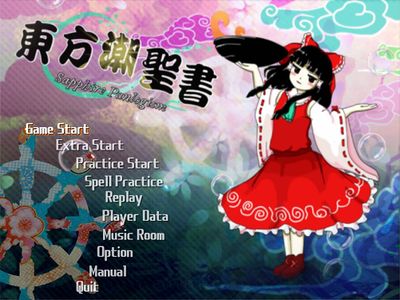 東方潮聖書
Sapphire Panlogism
Game Start
Extra Start
Practice Start
Spell Practice
Replay
Player Data
Music Room
Option
Manual
Quit